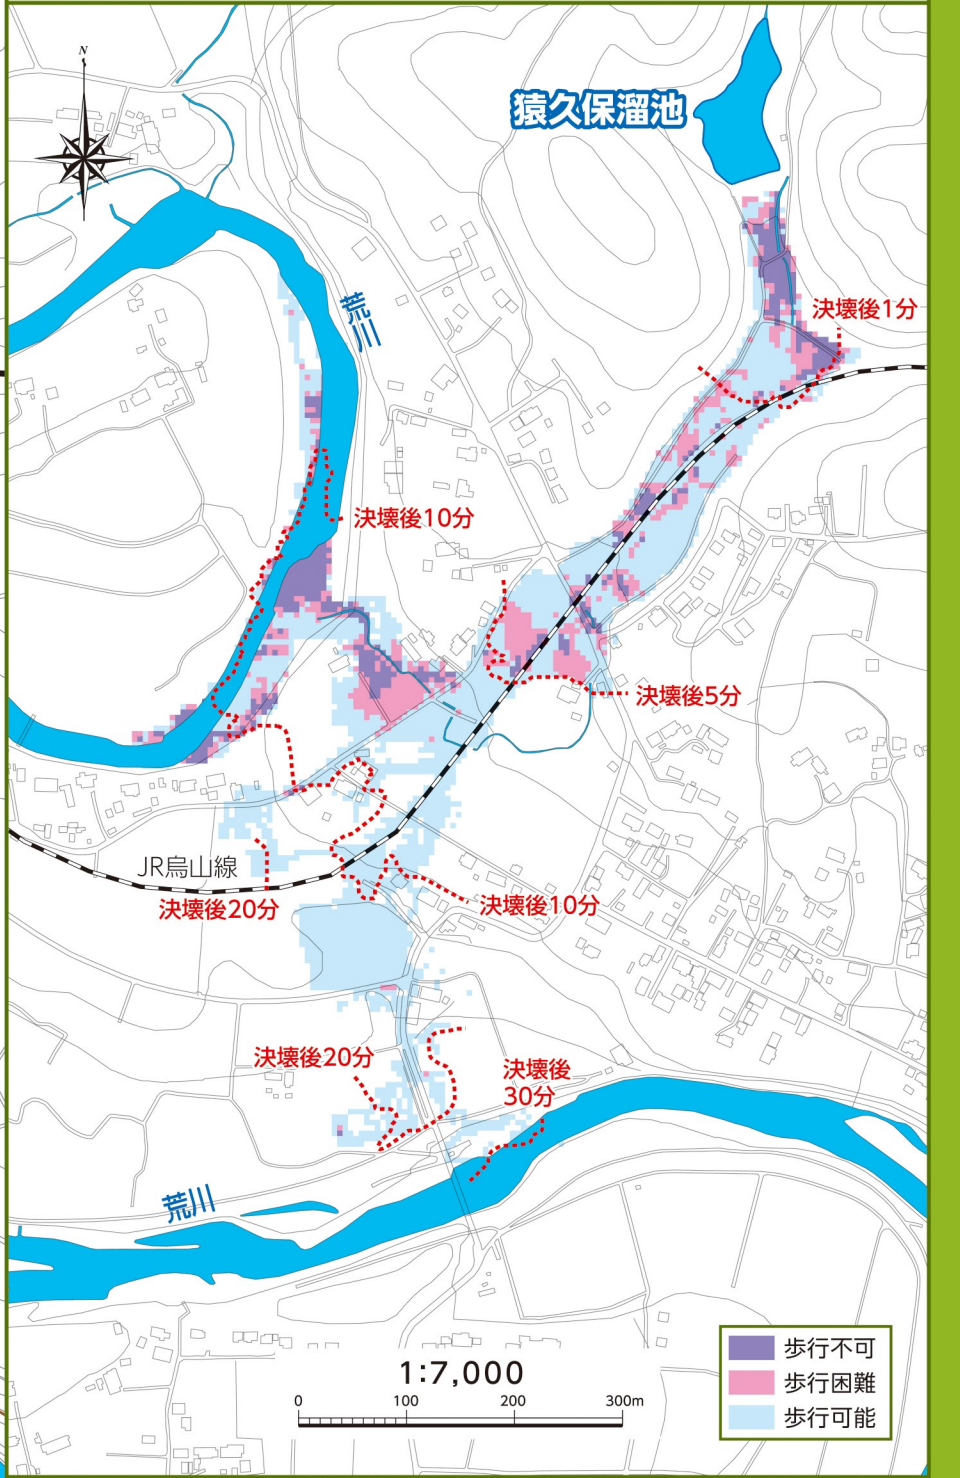 N
猿久保溜池
決壊後1分
荒川
決壊後10分
決壊後5分
JR烏山線
決壊後20分
決壊後10分
決壊後20分
決壊後
30分
荒川
1:7,000
0 100 200 300m
歩行不可
歩行困難
歩行可能